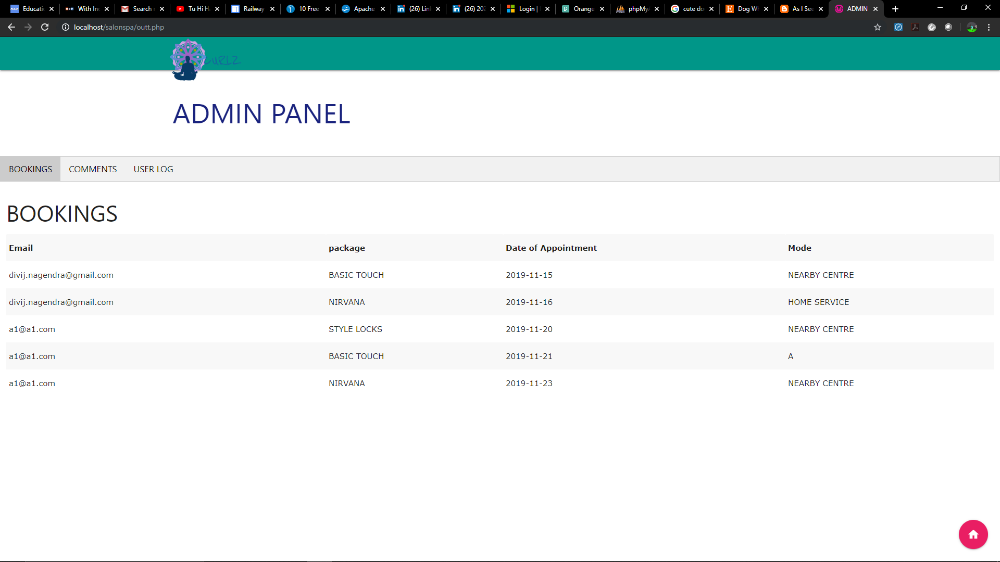 Educati With Inc Search Tu Hi H Railway 10 Free Apache (26) Lin (26) 202 Login | Orange phpMyA cute do Dog Wh As I See ADMIN
localhost/salonspa/outt.php
CURLZ
ADMIN PANEL
BOOKINGS COMMENTS USER LOG
BOOKINGS
Email package Date of Appointment Mode
divij.nagendra@gmail.com BASIC TOUCH 2019-11-15 NEARBY CENTRE
divij.nagendra@gmail.com NIRVANA 2019-11-16 HOME SERVICE
a1@a1.com STYLE LOCKS 2019-11-20 NEARBY CENTRE
a1@a1.com BASIC TOUCH 2019-11-21 A
a1@a1.com NIRVANA 2019-11-23 NEARBY CENTRE